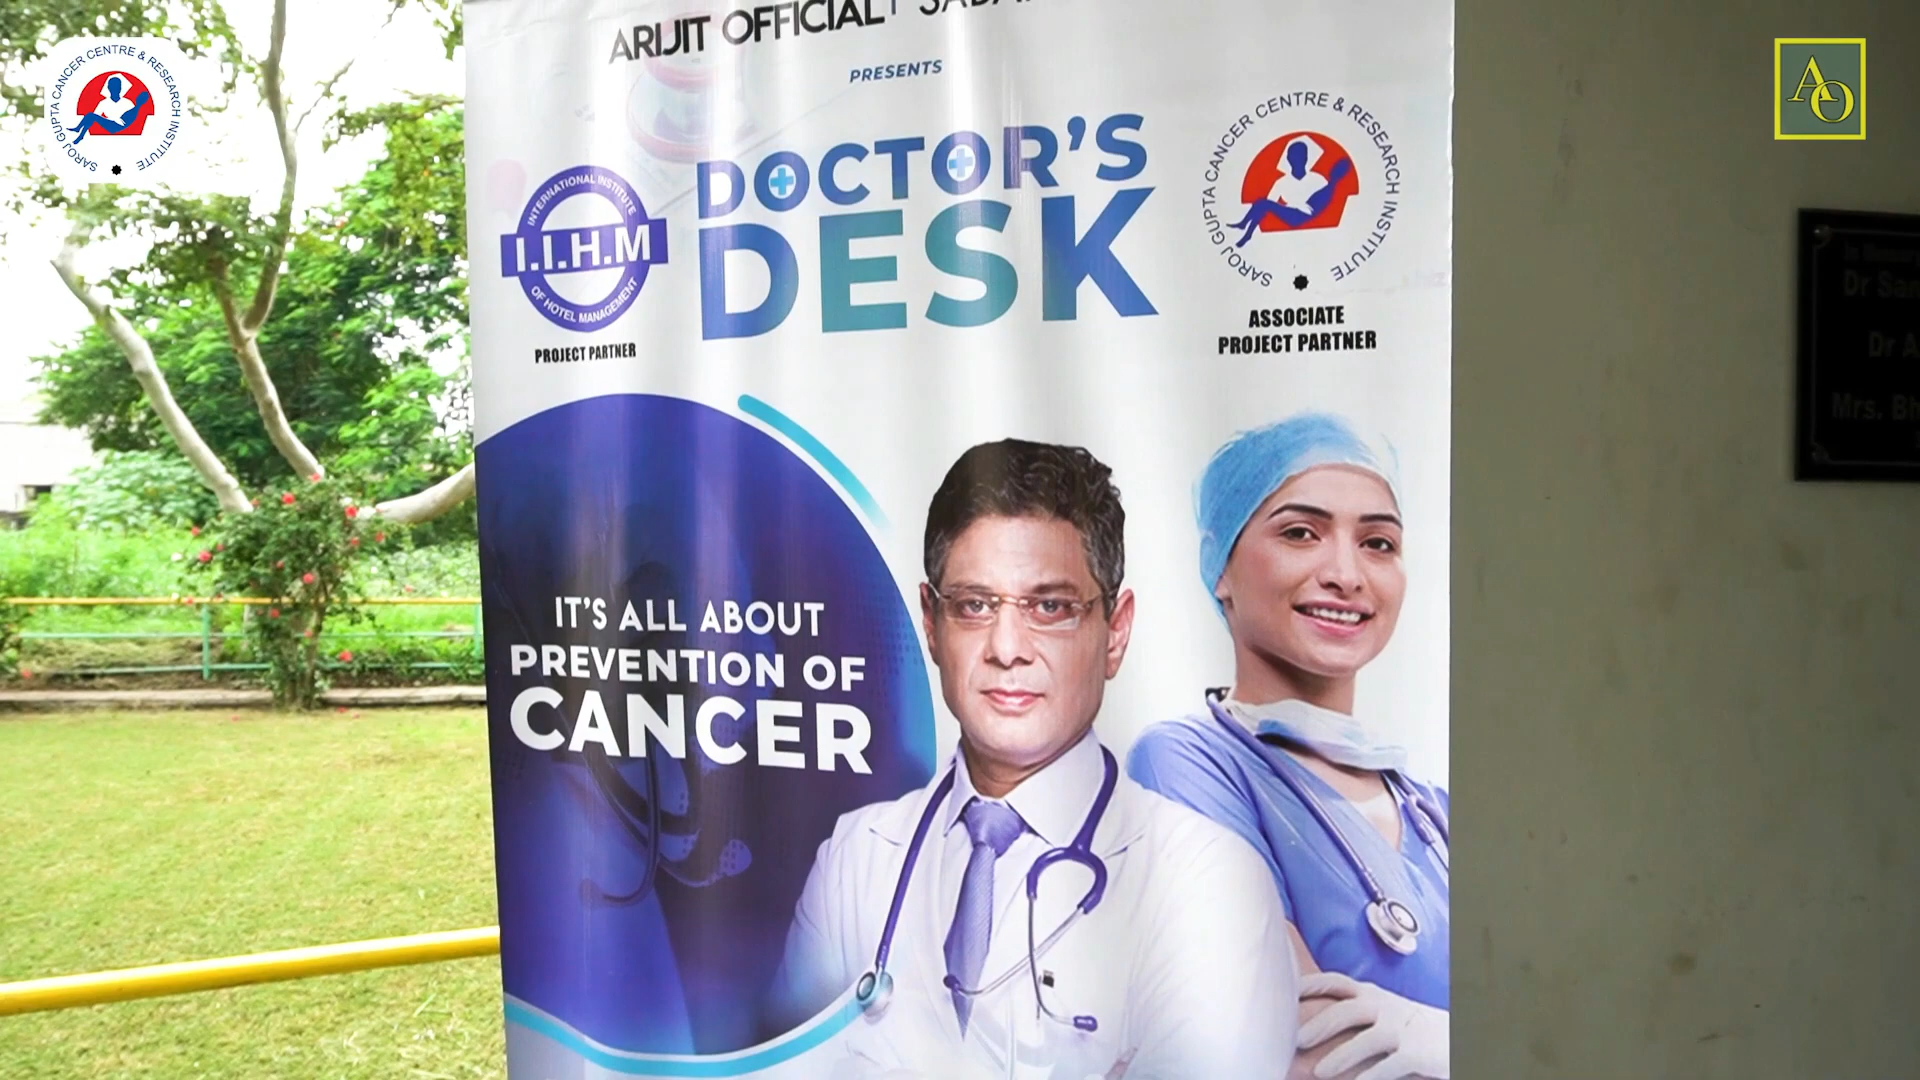 SAROJ GUPTA CANCER CENTRE & RESEARCH INSTITUTE
AO
ARIJIT OFFICIAL
PRESENTS
DOCTOR'S
DESK
INTERNATIONAL INSTITUTE
I.I.H.M
OF HOTEL MANAGEMENT
PROJECT PARTNER
SAROJ GUPTA CANCER CENTRE & RESEARCH INSTITUTE
ASSOCIATE
PROJECT PARTNER
IT'S ALL ABOUT
PREVENTION OF
CANCER
Dr
Dr
Mrs.